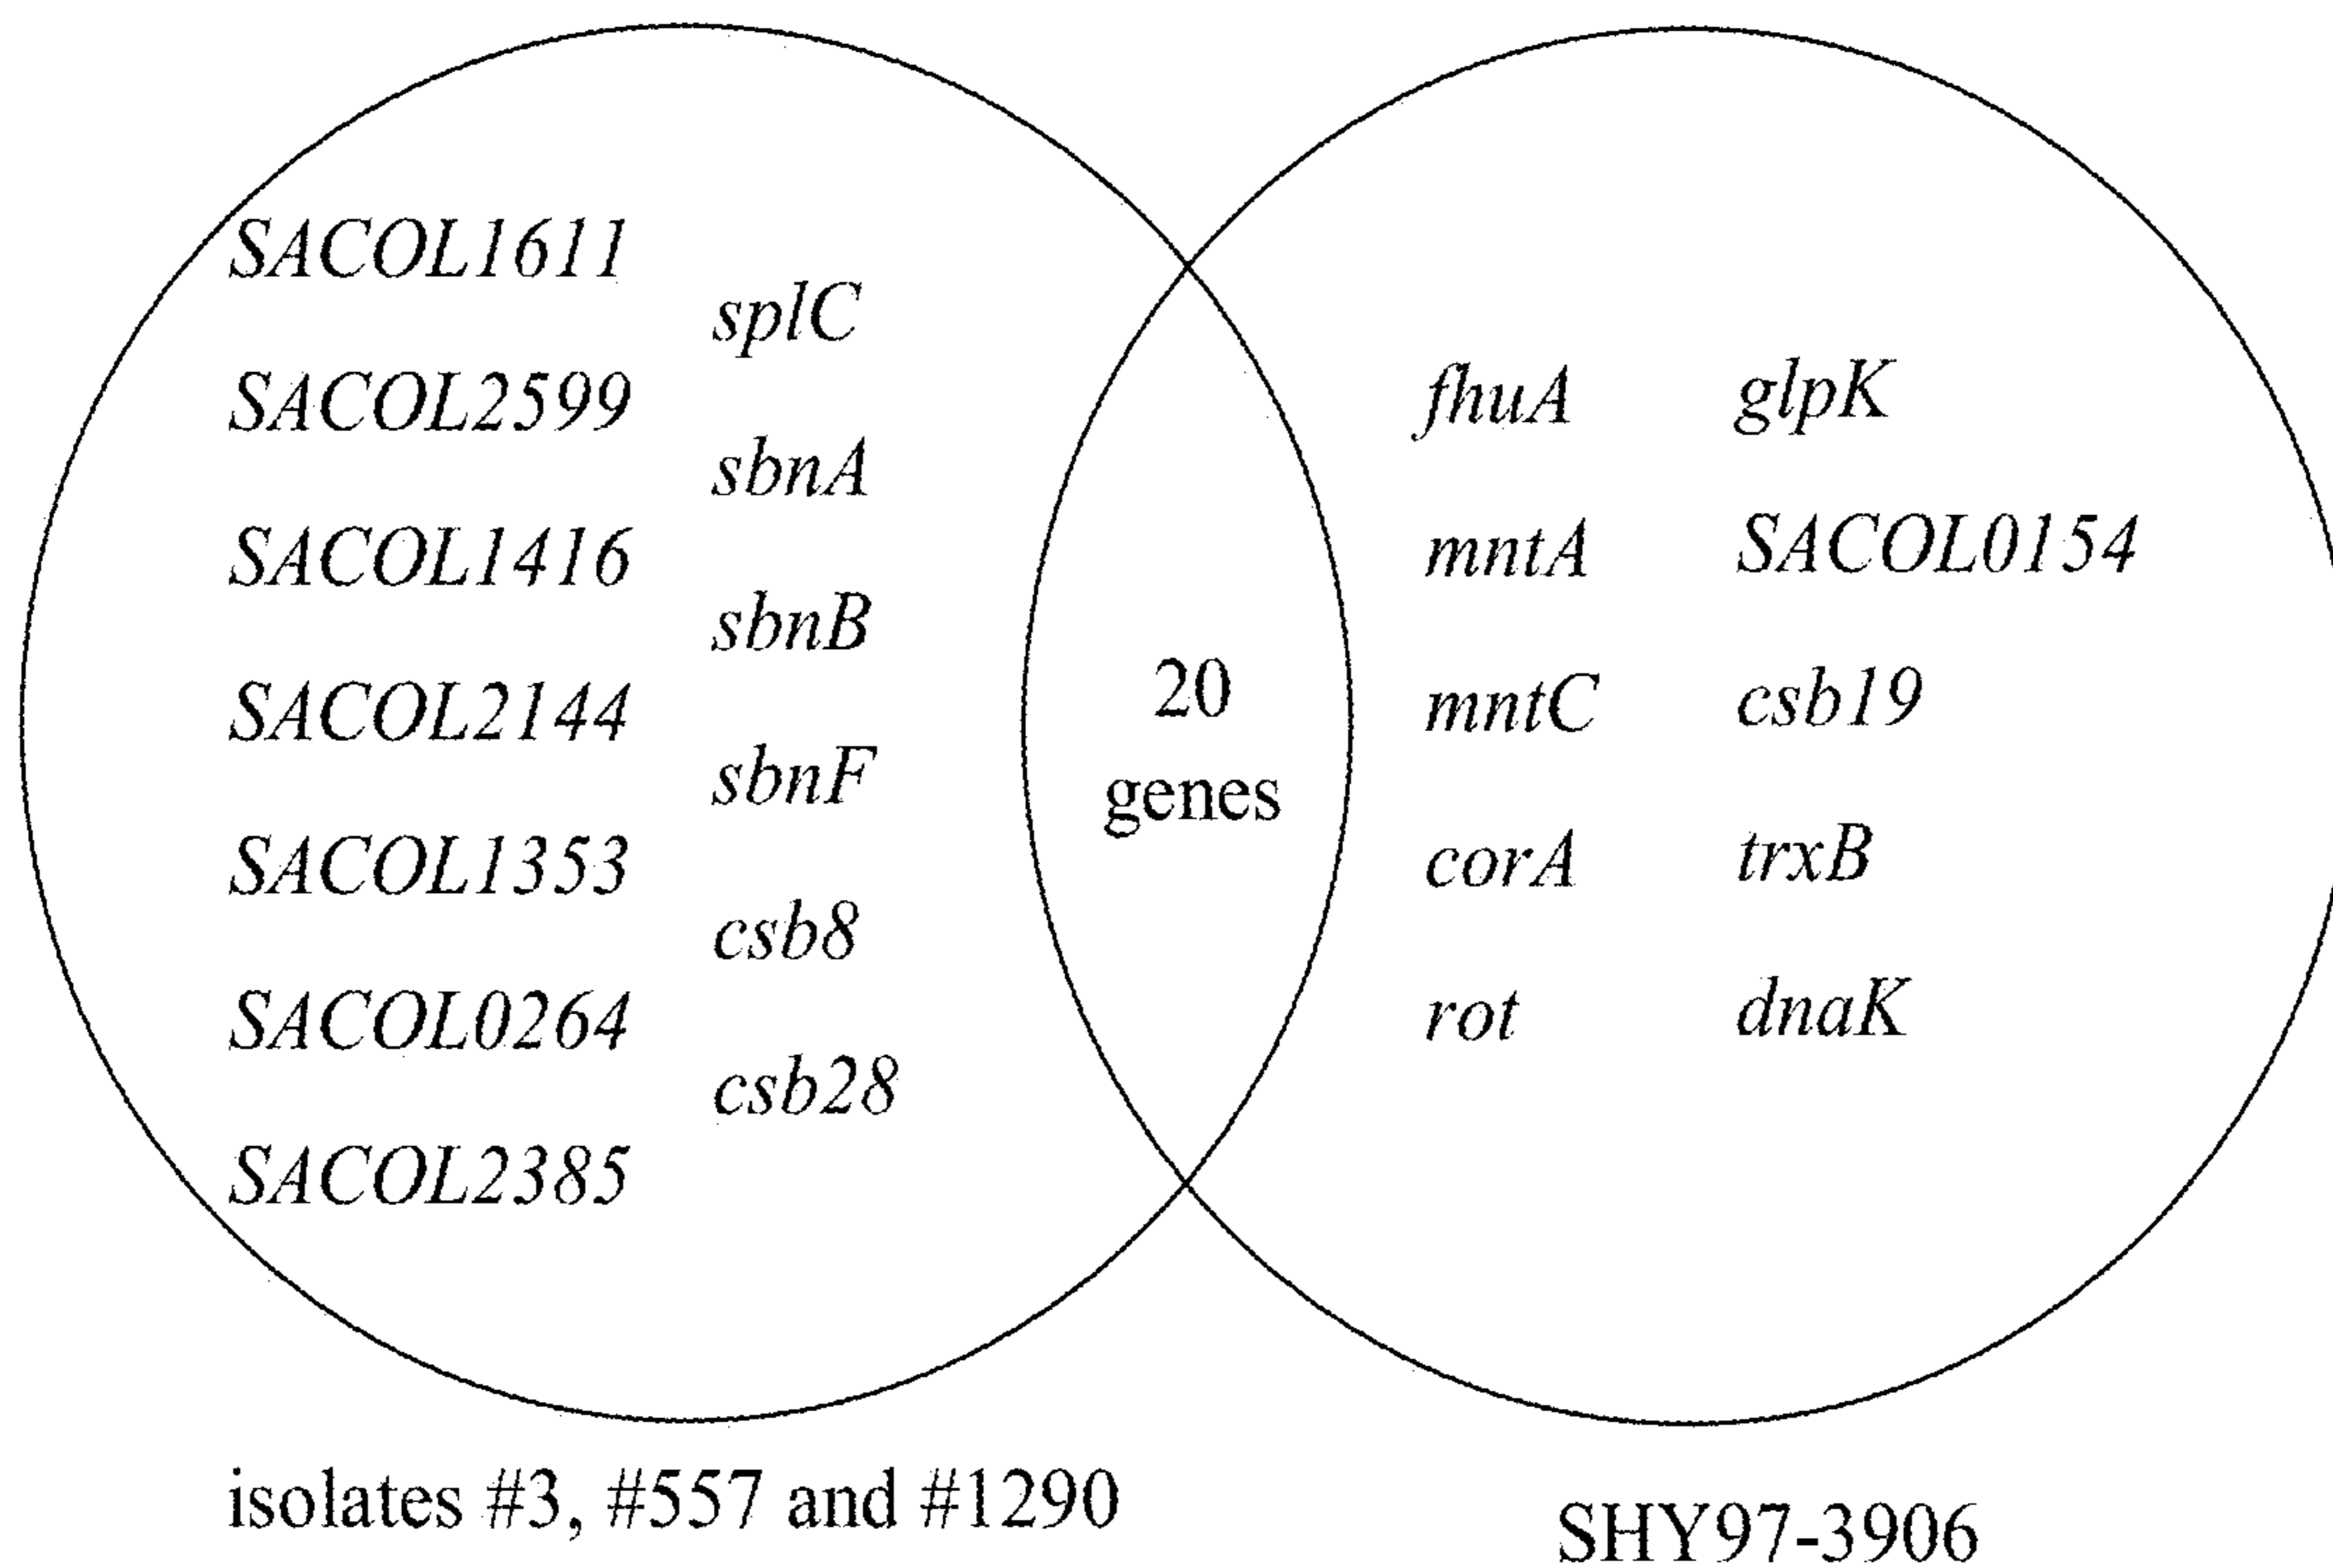 SACOL1611
splC
SACOL2599
sbnA
SACOL1416
sbnB
SACOL2144
sbnF
SACOL1353
csb8
SACOL0264
csb28
SACOL2385
20
genes
fhuA glpK
mntA SACOL0154
mntC csb19
corA trxB
rot dnaK
isolates #3, #557 and #1290
SHY97-3906